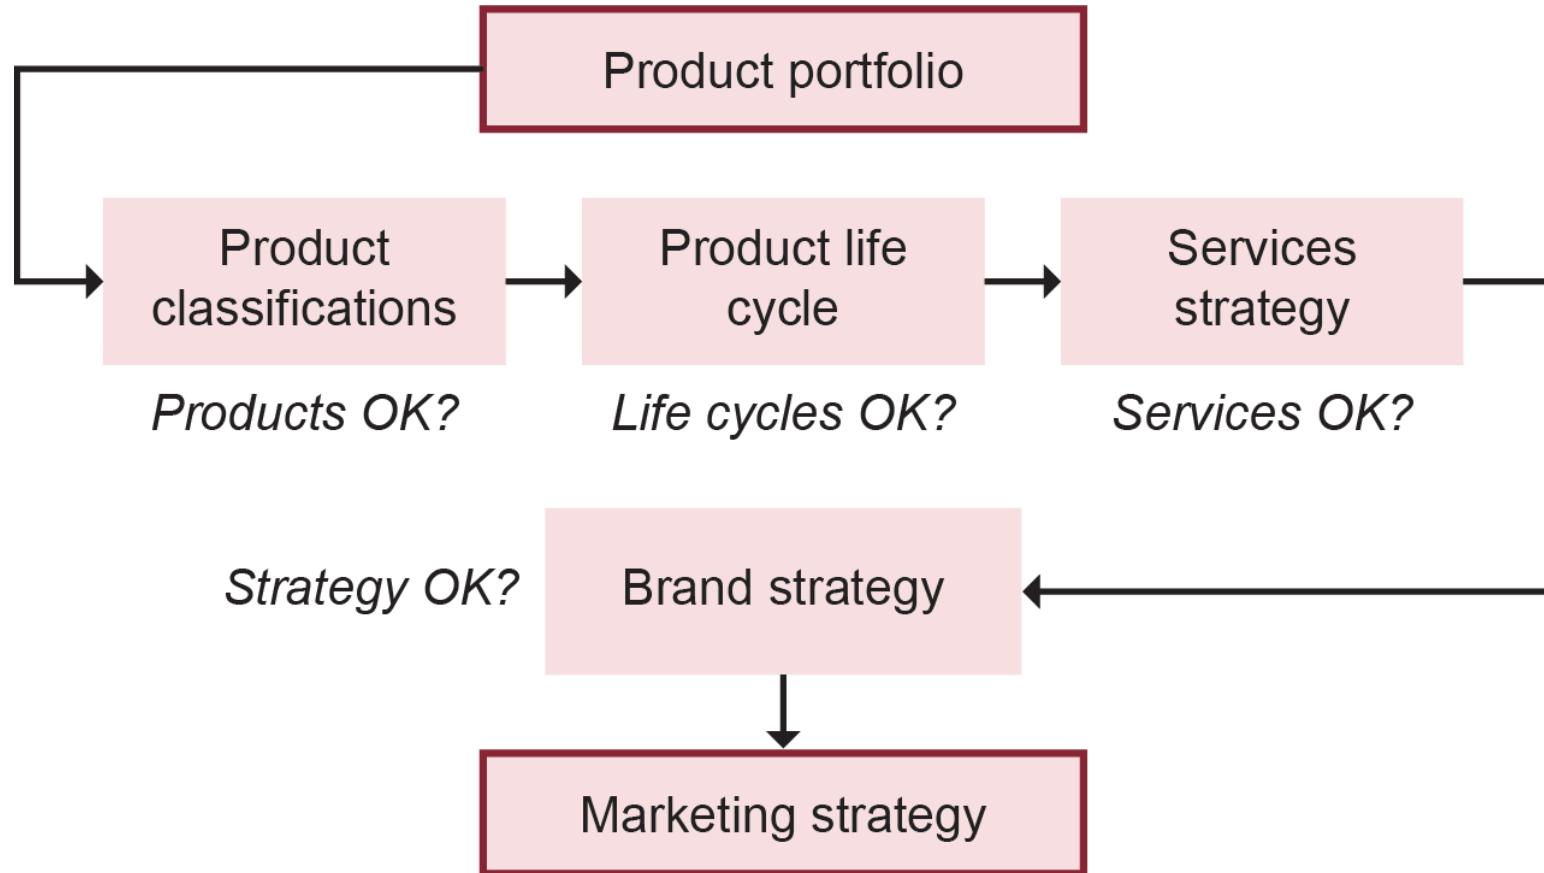 Product portfolio
Product
classifications
Product life
cycle
Services
strategy
Products OK?
Life cycles OK?
Services OK?
Strategy OK?
Brand strategy
Marketing strategy